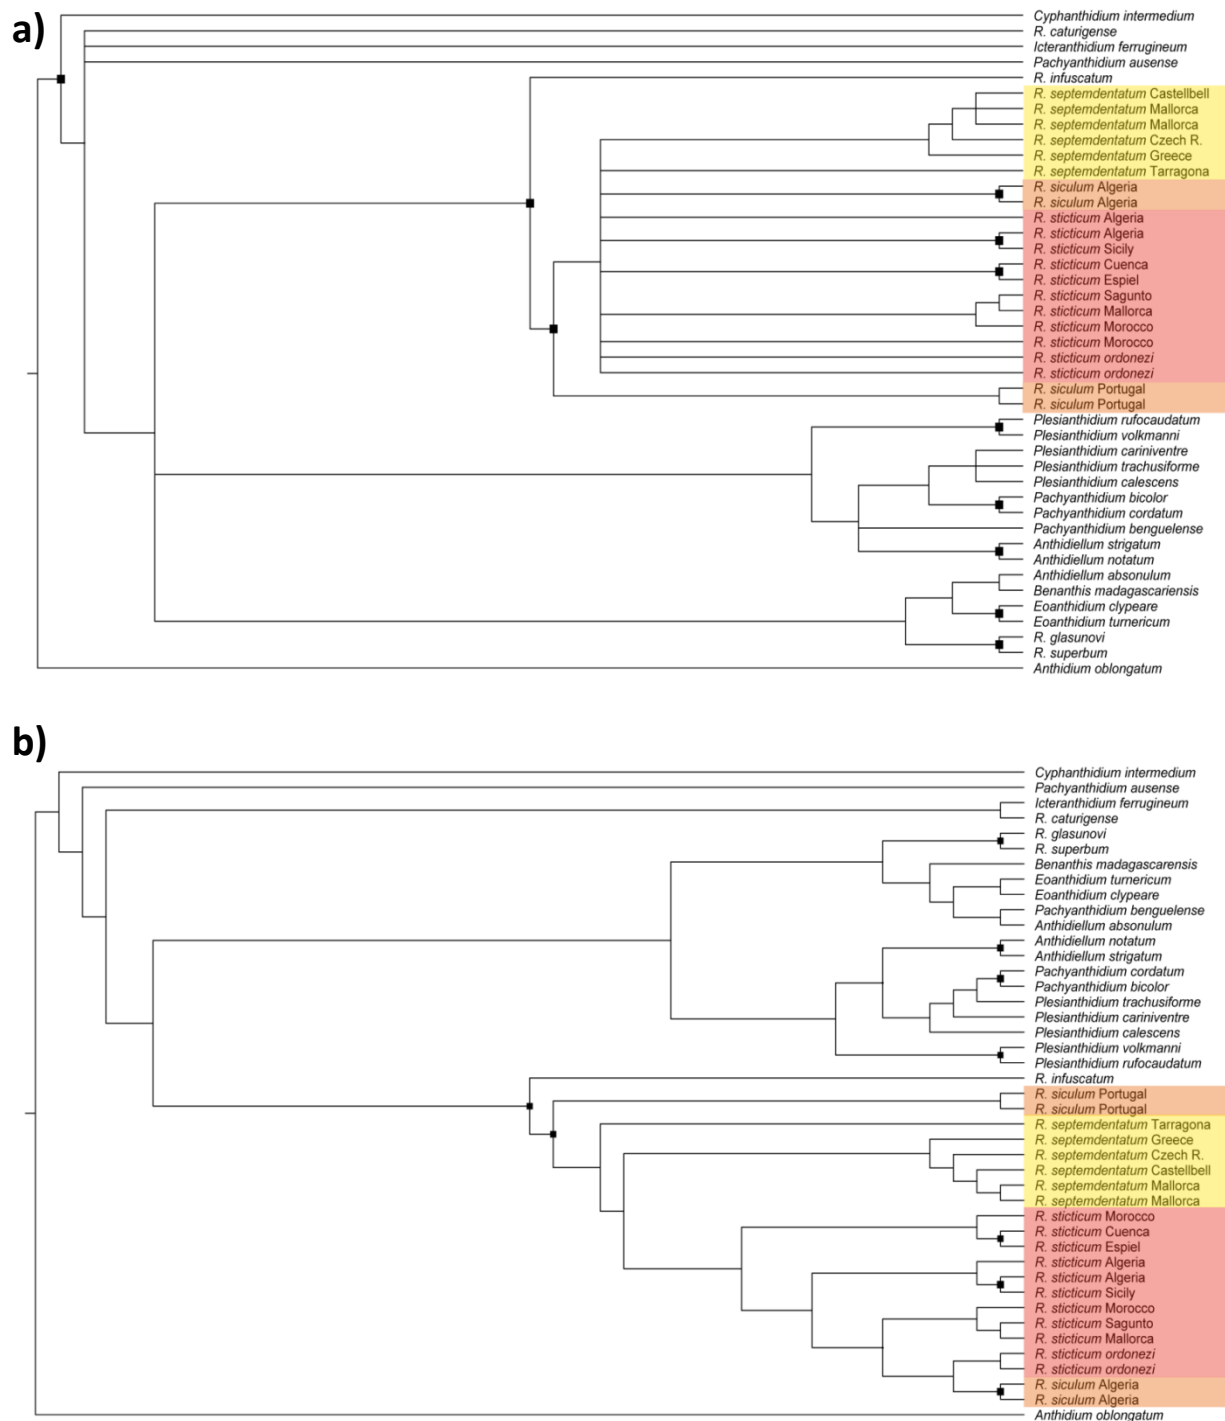 a)
Cyphanthidium intermedium
R. caturigense
Icteranthidium ferrugineum
Pachyanthidium ausense
R. infuscatum
R. septemdentatum Castellbell
R. septemdentatum Mallorca
R. septemdentatum Mallorca
R. septemdentatum Czech R.
R. septemdentatum Greece
R. septemdentatum Tarragona
R. siculum Algeria
R. siculum Algeria
R. sticticum Algeria
R. sticticum Algeria
R. sticticum Sicily
R. sticticum Cuenca
R. sticticum Espiel
R. sticticum Sagunto
R. sticticum Mallorca
R. sticticum Morocco
R. sticticum Morocco
R. sticticum ordonezi
R. sticticum ordonezi
R. siculum Portugal
R. siculum Portugal
Plesianthidium rufocaudatum
Plesianthidium volkmanni
Plesianthidium cariniventre
Plesianthidium trachusiforme
Plesianthidium calescens
Pachyanthidium bicolor
Pachyanthidium cordatum
Pachyanthidium benguelense
Anthidiellum strigatum
Anthidiellum notatum
Anthidiellum absonulum
Benanthis madagascariensis
Eoanthidium clypeare
Eoanthidium turnericum
R. glasunovi
R. superbum
Anthidium oblongatum
b)
Cyphanthidium intermedium
Pachyanthidium ausense
Icteranthidium ferrugineum
R. caturigense
R. glasunovi
R. superbum
Benanthis madagascarensis
Eoanthidium turnericum
Eoanthidium clypeare
Pachyanthidium benguelense
Anthidiellum absonulum
Anthidiellum notatum
Anthidiellum strigatum
Pachyanthidium cordatum
Pachyanthidium bicolor
Plesianthidium trachusiforme
Plesianthidium cariniventre
Plesianthidium calescens
Plesianthidium volkmanni
Plesianthidium rufocaudatum
R. infuscatum
R. siculum Portugal
R. siculum Portugal
R. septemdentatum Tarragona
R. septemdentatum Greece
R. septemdentatum Czech R.
R. septemdentatum Castellbell
R. septemdentatum Mallorca
R. septemdentatum Mallorca
R. sticticum Morocco
R. sticticum Cuenca
R. sticticum Espiel
R. sticticum Algeria
R. sticticum Algeria
R. sticticum Sicily
R. sticticum Morocco
R. sticticum Sagunto
R. sticticum Mallorca
R. sticticum ordonezi
R. sticticum ordonezi
R. siculum Algeria
R. siculum Algeria
Anthidium oblongatum